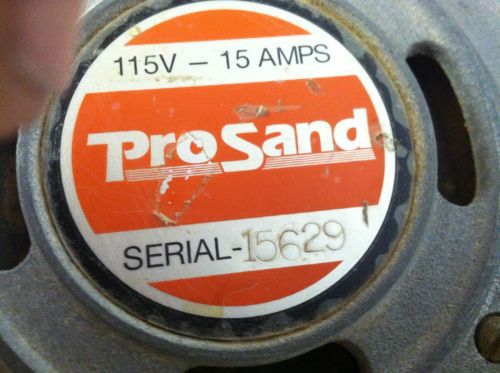 115V – 15 AMPS
ProSand
SERIAL-15629